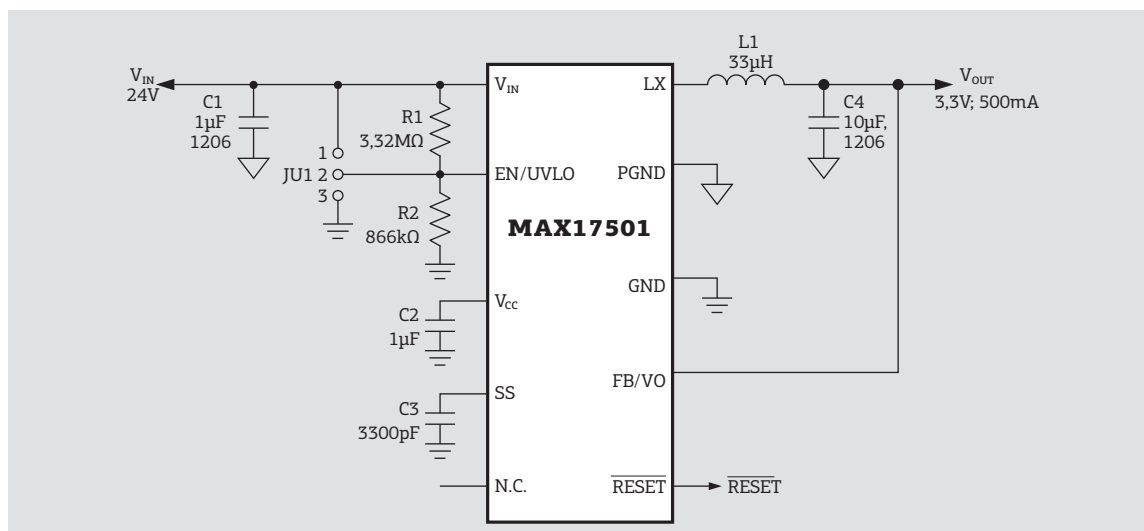 L1
33µH
V_IN
24V
C1
1µF
1206
R1
3,32MΩ
1
JU1 2
3
R2
866kΩ
C2
1µF
C3
3300pF
V_IN
EN/UVLO
V_CC
SS
N.C.
MAX17501
LX
PGND
GND
FB/VO
RESET
RESET
C4
10µF,
1206
V_OUT
3,3V; 500mA